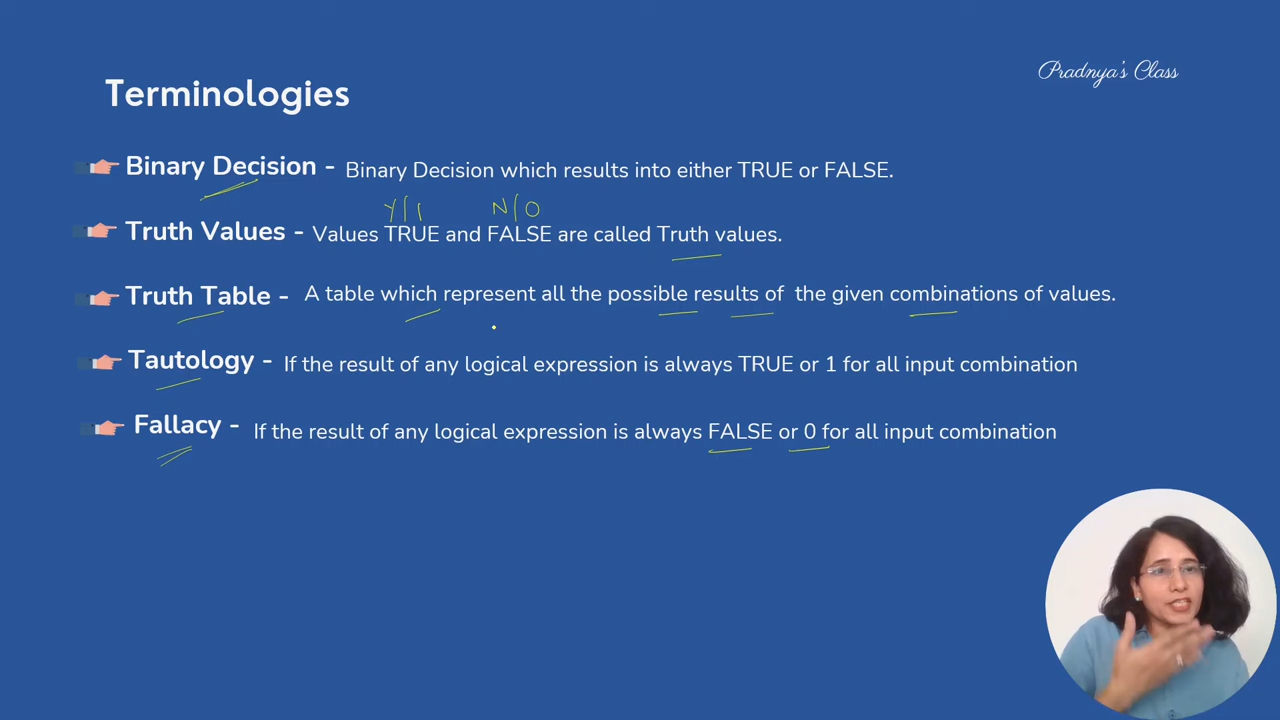 Pradnya's Class
Terminologies
Binary Decision - Binary Decision which results into either TRUE or FALSE.
Y/1 N/0
Truth Values - Values TRUE and FALSE are called Truth values.
Truth Table - A table which represent all the possible results of the given combinations of values.
Tautology - If the result of any logical expression is always TRUE or 1 for all input combination
Fallacy - If the result of any logical expression is always FALSE or 0 for all input combination